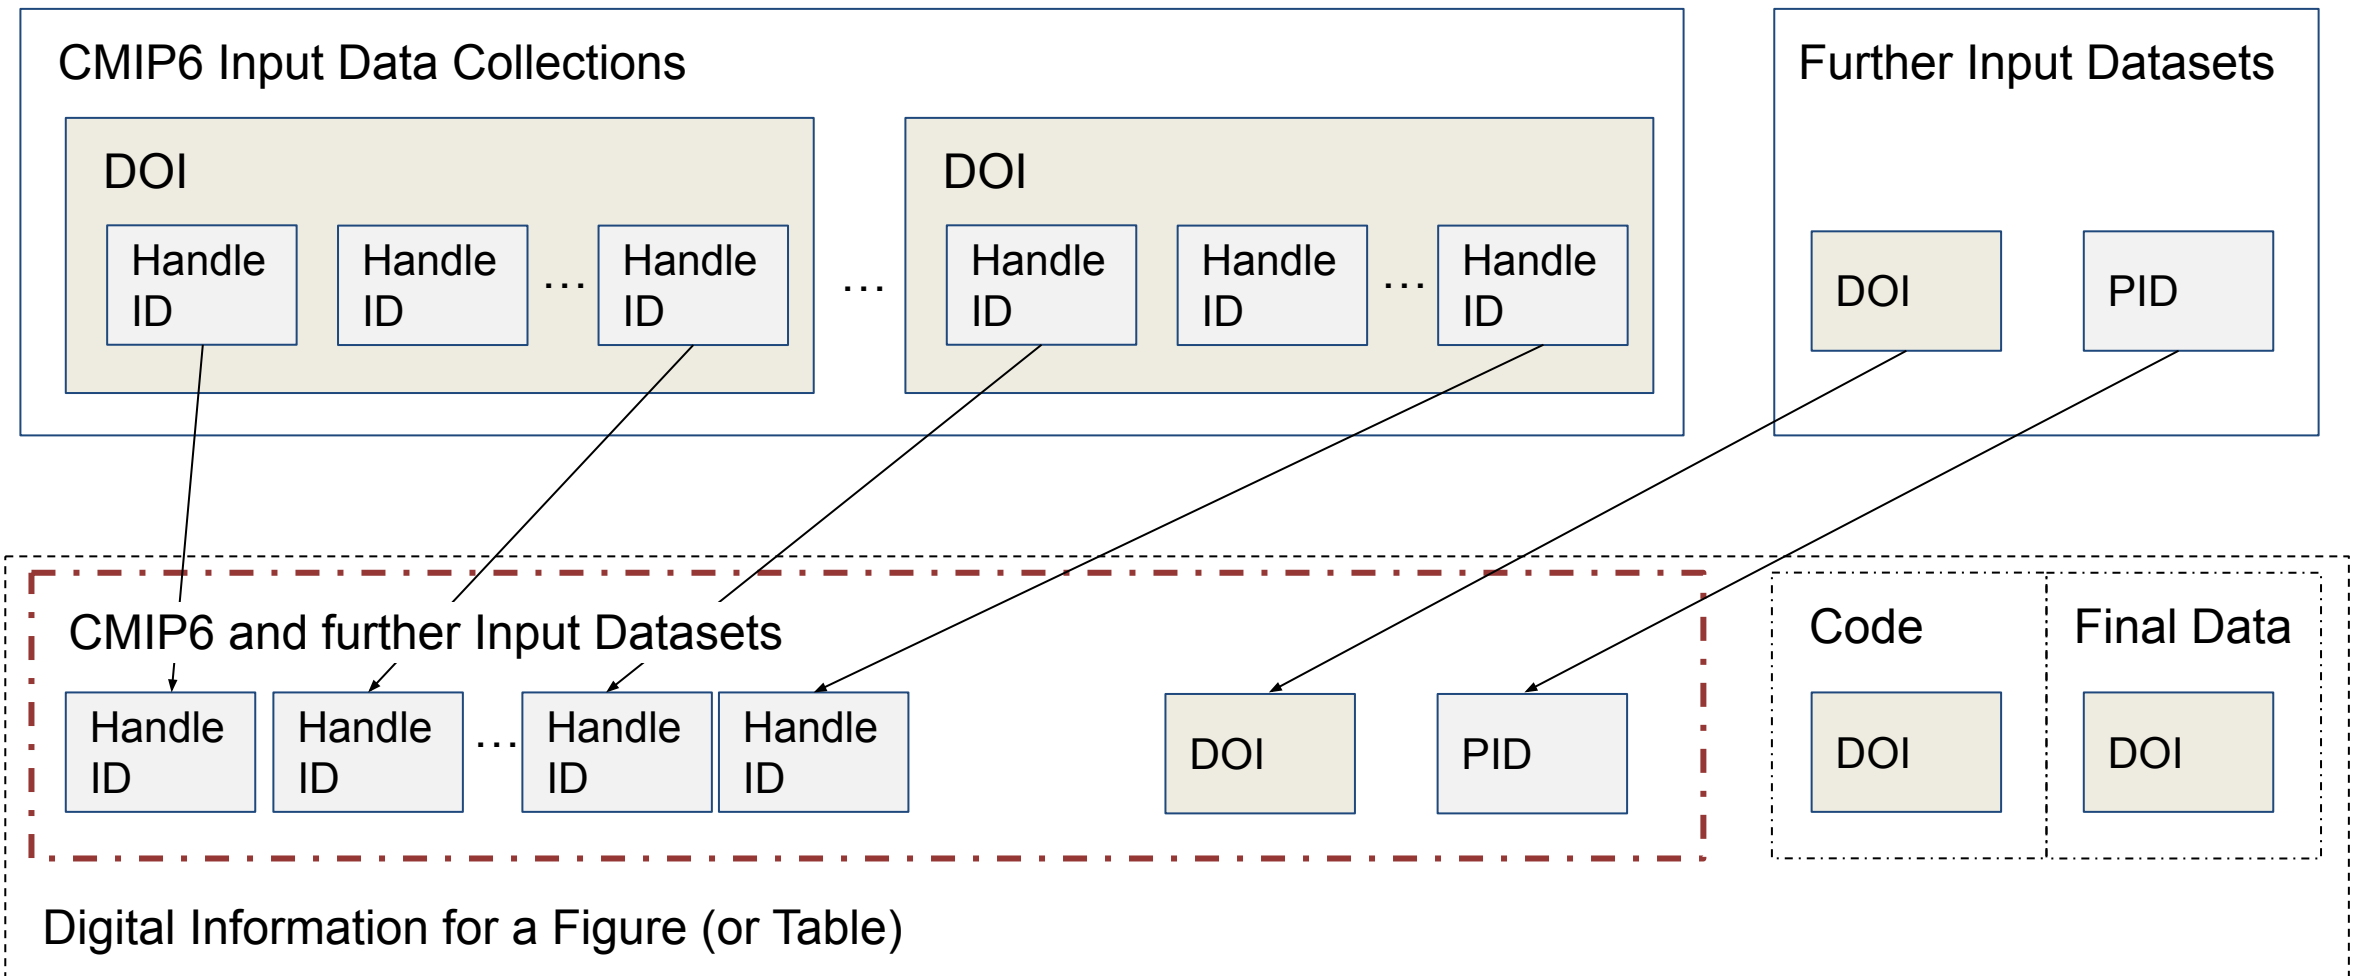 CMIP6 Input Data Collections
Further Input Datasets
DOI
Handle
ID
Handle
ID
...
Handle
ID
...
DOI
Handle
ID
Handle
ID
...
Handle
ID
DOI
PID
CMIP6 and further Input Datasets
Handle
ID
Handle
ID
...
Handle
ID
Handle
ID
DOI
PID
Code
DOI
Final Data
DOI
Digital Information for a Figure (or Table)